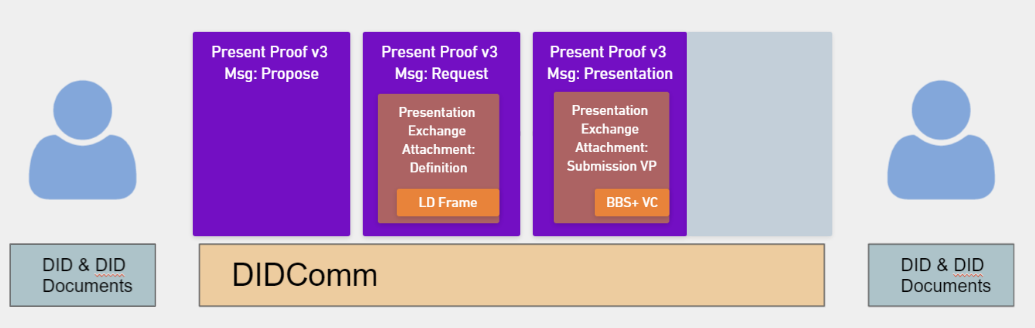 Present Proof v3
Msg: Propose
Present Proof v3
Msg: Request
Presentation
Exchange
Attachment:
Definition
LD Frame
Present Proof v3
Msg: Presentation
Presentation
Exchange
Attachment:
Submission VP
BBS+ VC
DID & DID
Documents
DIDComm
DID & DID
Documents